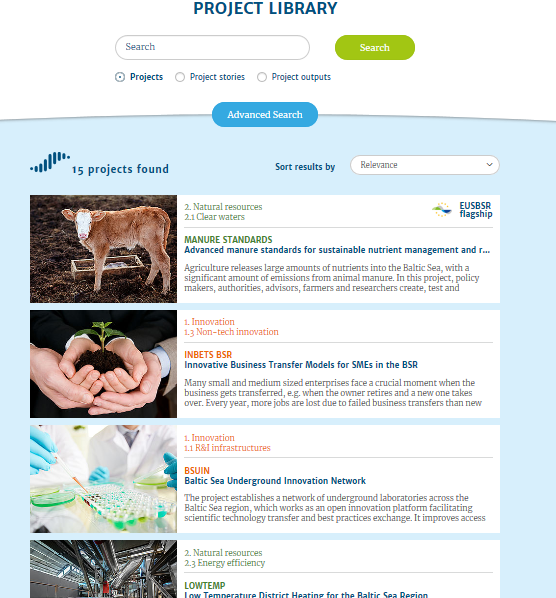 PROJECT LIBRARY
Search
Search
Projects
Project stories
Project outputs
Advanced Search
15 projects found
Sort results by
Relevance
2. Natural resources
2.1 Clear waters
EUSBSR
flagship
MANURE STANDARDS
Advanced manure standards for sustainable nutrient management and r...
Agriculture releases large amounts of nutrients into the Baltic Sea, with a
significant amount of emissions from animal manure. In this project, policy
makers, authorities, advisors, farmers and researchers create, test and
1. Innovation
1.3 Non-tech innovation
INBETS BSR
Innovative Business Transfer Models for SMEs in the BSR
Many small and medium sized enterprises face a crucial moment when the
business gets transferred, e.g. when the owner retires and a new one takes
over. Every year, more jobs are lost due to failed business transfers than new
1. Innovation
1.1 R&I infrastructures
BSUIN
Baltic Sea Underground Innovation Network
The project establishes a network of underground laboratories across the
Baltic Sea region, which works as an open innovation platform facilitating
scientific technology transfer and best practices exchange. It improves access
2. Natural resources
2.3 Energy efficiency
LOWTEMP
Low Temperature District Heating for the Baltic Sea Region